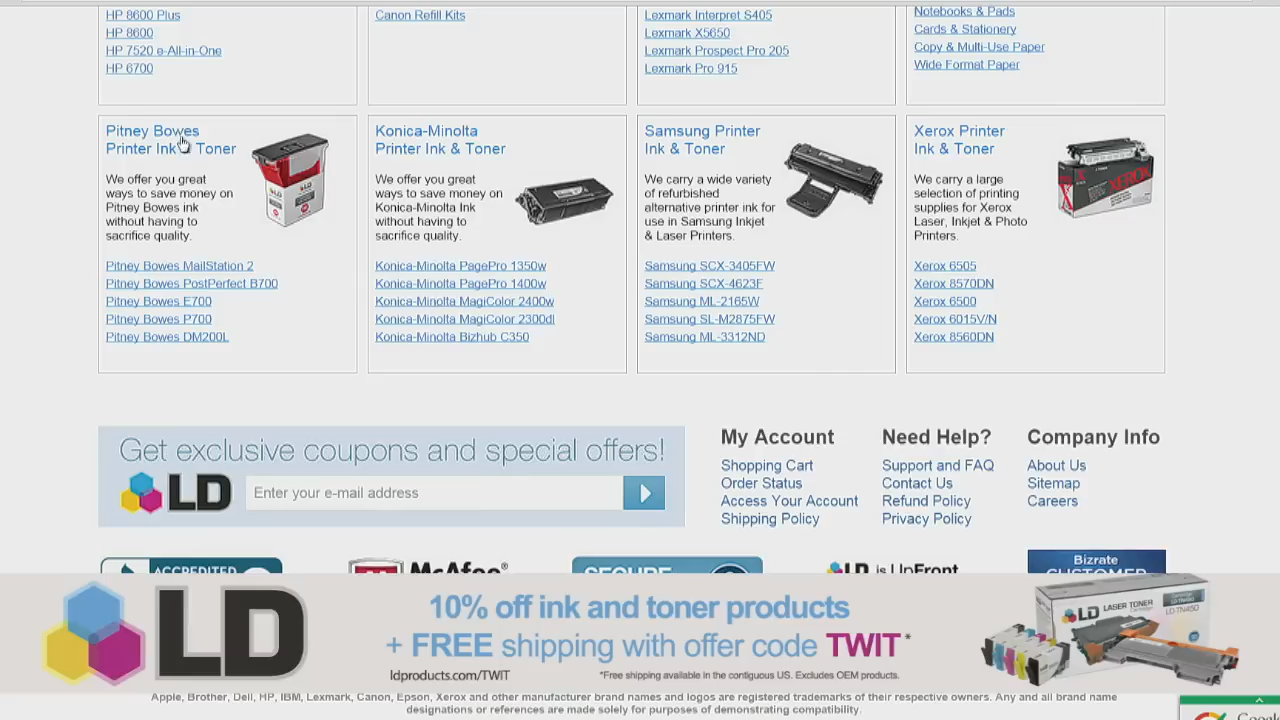 HP 8600 Plus
HP 8600
HP 7520 e-All-in-One
HP 6700
Canon Refill Kits
Lexmark Interpret S405
Lexmark X5650
Lexmark Prospect Pro 205
Lexmark Pro 915
Notebooks & Pads
Cards & Stationery
Copy & Multi-Use Paper
Wide Format Paper
Pitney Bowes
Printer Ink & Toner
We offer you great
ways to save money on
Pitney Bowes ink
without having to
sacrifice quality.
Pitney Bowes MailStation 2
Pitney Bowes PostPerfect B700
Pitney Bowes E700
Pitney Bowes P700
Pitney Bowes DM200L
Konica-Minolta
Printer Ink & Toner
We offer you great
ways to save money on
Konica-Minolta Ink
without having to
sacrifice quality.
Konica-Minolta PagePro 1350w
Konica-Minolta PagePro 1400w
Konica-Minolta MagiColor 2400w
Konica-Minolta MagiColor 2300dl
Konica-Minolta Bizhub C350
Samsung Printer
Ink & Toner
We carry a wide variety
of refurbished
alternative printer ink for
use in Samsung Inkjet
& Laser Printers.
Samsung SCX-3405FW
Samsung SCX-4623F
Samsung ML-2165W
Samsung SL-M2875FW
Samsung ML-3312ND
Xerox Printer
Ink & Toner
We carry a large
selection of printing
supplies for Xerox
Laser, Inkjet & Photo
Printers.
XEROX
Xerox 6505
Xerox 8570DN
Xerox 6500
Xerox 6015V/N
Xerox 8560DN
Get exclusive coupons and special offers!
LD
Enter your e-mail address
My Account
Shopping Cart
Order Status
Access Your Account
Shipping Policy
Need Help?
Support and FAQ
Contact Us
Refund Policy
Privacy Policy
Company Info
About Us
Sitemap
Careers
ACCREDITED
McAfee
SECURE
LD is UpFront
Bizrate
CUSTOMER
LD
10% off ink and toner products
+ FREE shipping with offer code TWIT*
ldproducts.com/TWIT
*Free shipping available in the contiguous US. Excludes OEM products.
LD LASER TONER
LD-TN450
Apple, Brother, Dell, HP, IBM, Lexmark, Canon, Epson, Xerox and other manufacturer brand names and logos are registered trademarks of their respective owners. Any and all brand name
designations or references are made solely for purposes of demonstrating compatibility.
Google